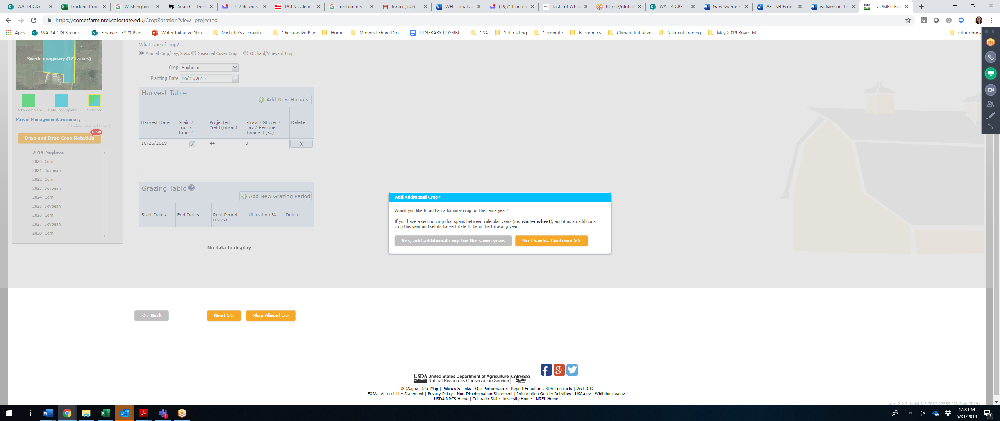 WA-14 CIG - S
Tracking Prog
Washington P
Search - The V
(19,756 unrea
DCPS Calenda
ford county c
Inbox (505) -
WFL - goals a
(19,751 unrea
Taste of Whea
https://global
WA-14 CIG - S
Gary Swede E
AFT SH Econo
williamson_Lis
- COMET-Far
https://cometfarm.nrel.colostate.edu/CropRotation?view=projected
Apps
WA-14 CIG Secure...
Finance - FY20 Plan...
Water Initiative Stra...
Michelle's accounti...
Chesapeake Bay
Home
Midwest Share Dro...
ITINERARY POSSIBI...
CSA
Solar siting
Commute
Economics
Climate Initiative
Nutrient Trading
May 2019 Board M...
Other book
Swede imaginary (123 acres)
Data complete
Data incomplete
Selected
Parcel Management Summary
[ Delete Selected Crop ]
NEW!
Drag and Drop Crop Rotation
2019 Soybean
2020 Corn
2021 Soybean
2022 Corn
2023 Soybean
2024 Corn
2025 Soybean
2026 Corn
2027 Soybean
2028 Corn
What type of crop?:
Annual Crop/Hay/Grass Seasonal Cover Crop Orchard/Vineyard Crop
Crop Soybean
Planting Date 06/05/2019
Harvest Table
Add New Harvest
Harvest Date
Grain /
Fruit /
Tuber?
Projected
Yield (bu/ac)
Straw / Stover /
Hay / Residue
Removal (%)
Delete
10/26/2019 44 0 X
Grazing Table ?
Add New Grazing Period
Start Dates
End Dates
Rest Period
(days)
Utilization %
Delete
No data to display
Add Additional Crop?
Would you like to add an additional crop for the same year?
If you have a second crop that spans between calendar years (i.e. winter wheat), add it as an additional
crop this year and set its harvest date to be in the following year.
Yes, add additional crop for the same year.
No Thanks, Continue >>
<< Back
Next >>
Skip Ahead >>
USDA United States Department of Agriculture
Natural Resources Conservation Service
Colorado
State
University
USDA.gov | Site Map | Policies & Links | Our Performance | Report Fraud on USDA Contracts | Visit OIG
FOIA | Accessibility Statement | Privacy Policy | Non-Discrimination Statement | Information Quality Activities | USA.gov | Whitehouse.gov
USDA NRCS Home | Colorado State University Home | NREL Home
Ver. 2.2.2, build 3.2.7087.27559 (28-May-2019)
1:58 PM
5/31/2019